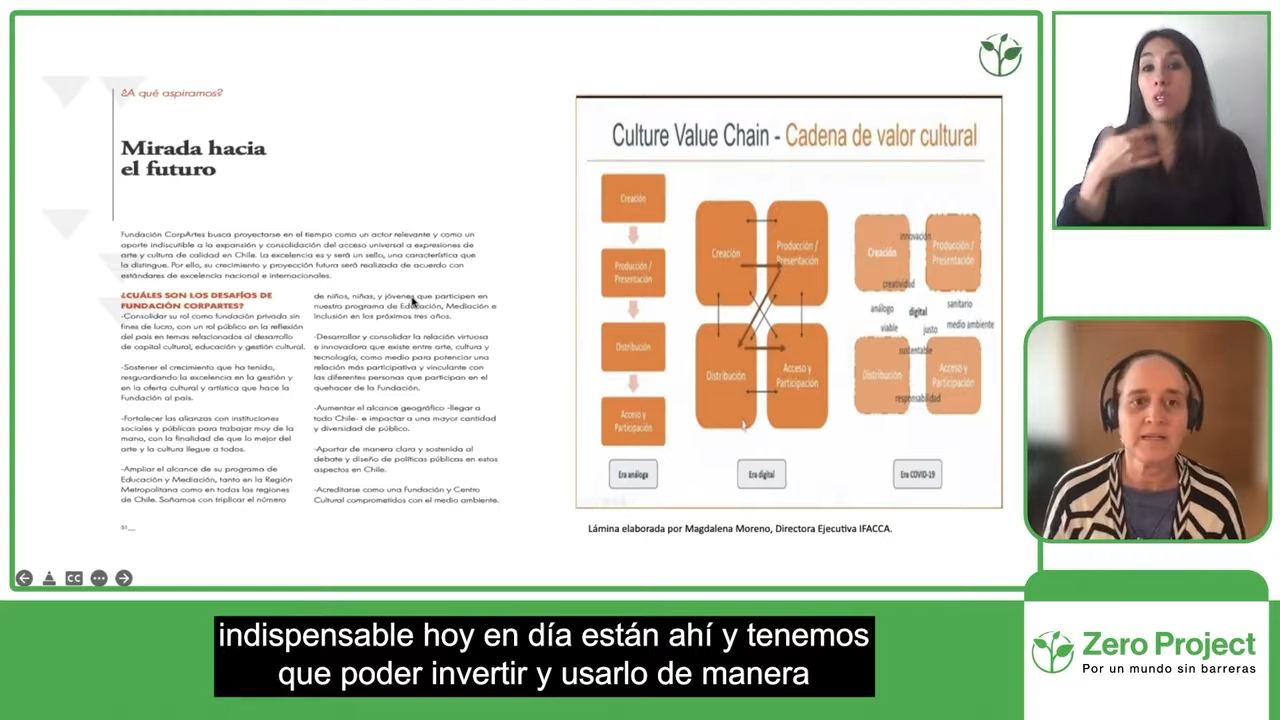 ¿A qué aspiramos?
Mirada hacia
el futuro
Fundación CorpArtes busca proyectarse en el tiempo como un actor relevante y como un
aporte indiscutible a la expansión y consolidación del acceso universal a expresiones de
arte y cultura de calidad en Chile. La excelencia es y será un sello, una característica que
la distingue. Por ello, su crecimiento y proyección futura será realizada de acuerdo con
estándares de excelencia nacional e internacionales.
¿CUÁLES SON LOS DESAFÍOS DE
FUNDACIÓN CORPARTES?
-Consolidar su rol como fundación privada sin
fines de lucro, con un rol público en la reflexión
del país en temas relacionados al desarrollo
de capital cultural, educación y gestión cultural.
-Sostener el crecimiento que ha tenido,
resguardando la excelencia en la gestión y
en la oferta cultural y artística que hace la
Fundación al país.
-Fortalecer las alianzas con instituciones
sociales y públicas para trabajar muy de la
mano, con la finalidad de que lo mejor del
arte y la cultura llegue a todos.
-Ampliar el alcance de su programa de
Educación y Mediación, tanto en la Región
Metropolitana como en todas las regiones
de Chile. Soñamos con triplicar el número
de niños, niñas, y jóvenes que participen en
nuestra programa de Educación, Mediación e
Inclusión en los próximos tres años.
-Desarrollar y consolidar la relación virtuosa
e innovadora que existe entre arte, cultura y
tecnología, como medio para potenciar una
relación más participativa y vinculante con
las diferentes personas que participan en el
quehacer de la Fundación.
-Aumentar el alcance geográfico -llegar a
todo Chile- e impactar a una mayor cantidad
y diversidad de público.
-Aportar de manera clara y sostenida al
debate y diseño de políticas públicas en estos
aspectos en Chile.
-Acreditarse como una Fundación y Centro
Cultural comprometidos con el medio ambiente.
51__
Culture Value Chain - Cadena de valor cultural
Creación
Producción /
Presentación
Distribución
Acceso y
Participación
Era análoga
Creación
Producción /
Presentación
Distribución
Acceso y
Participación
Era digital
Creación
innovación
Producción /
Presentación
creatividad
análogo
digital
sanitario
viable
justo
medio ambiente
sustentable
Distribución
Acceso y
Participación
responsabilidad
Era COVID-19
Lámina elaborada por Magdalena Moreno, Directora Ejecutiva IFACCA.
CC
indispensable hoy en día están ahí y tenemos
que poder invertir y usarlo de manera
Zero Project
Por un mundo sin barreras